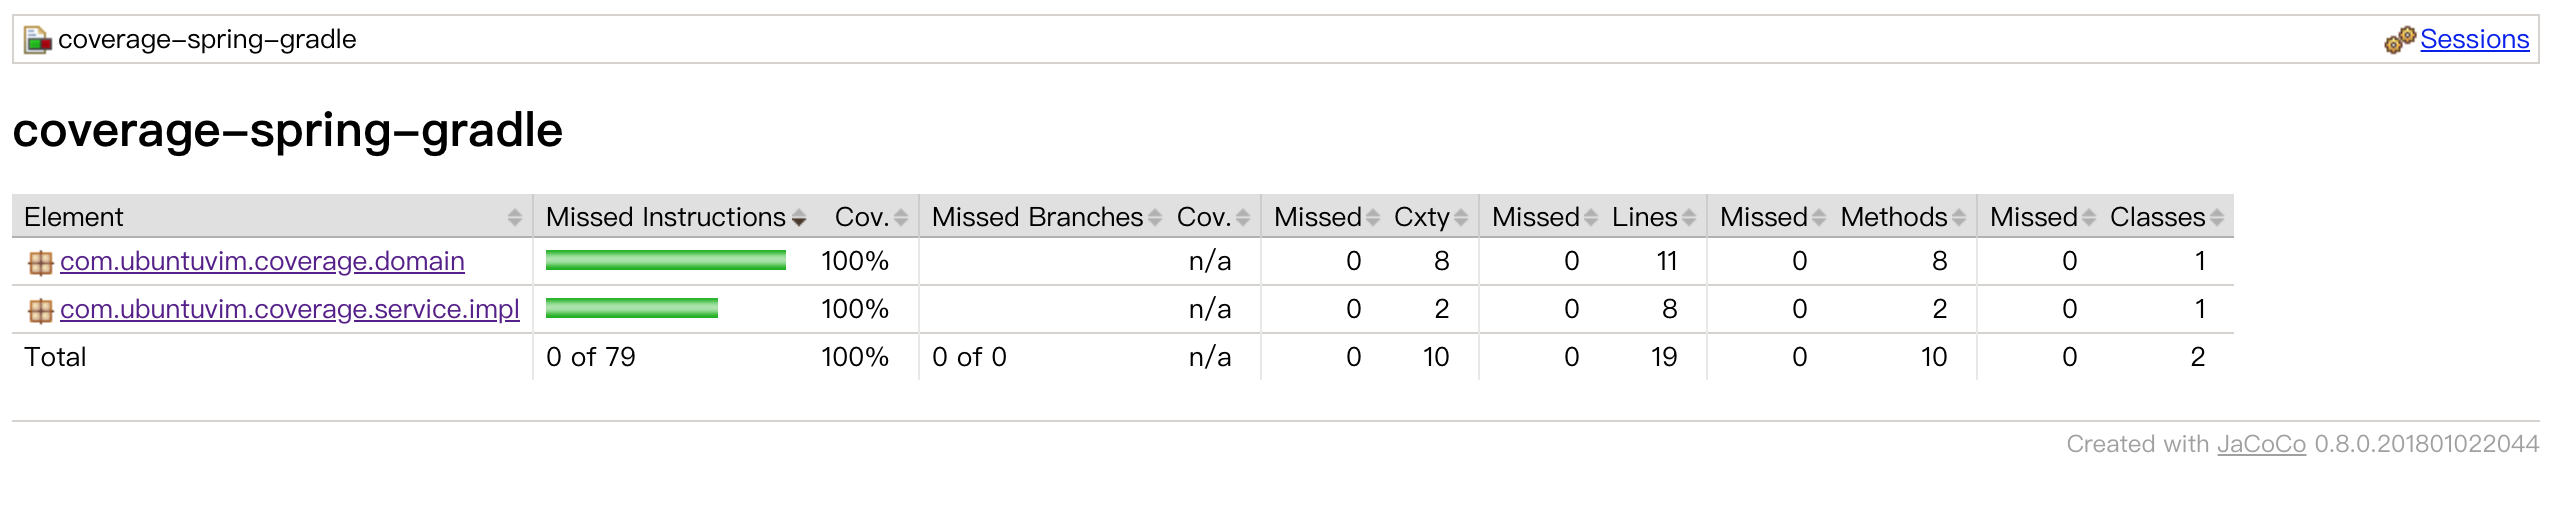 coverage-spring-gradle Sessions
coverage-spring-gradle
Element Missed Instructions Cov. Missed Branches Cov. Missed Cxty Missed Lines Missed Methods Missed Classes
com.ubuntuvim.coverage.domain 100% n/a 0 8 0 11 0 8 0 1
com.ubuntuvim.coverage.service.impl 100% n/a 0 2 0 8 0 2 0 1
Total 0 of 79 100% 0 of 0 n/a 0 10 0 19 0 10 0 2
Created with JaCoCo 0.8.0.201801022044